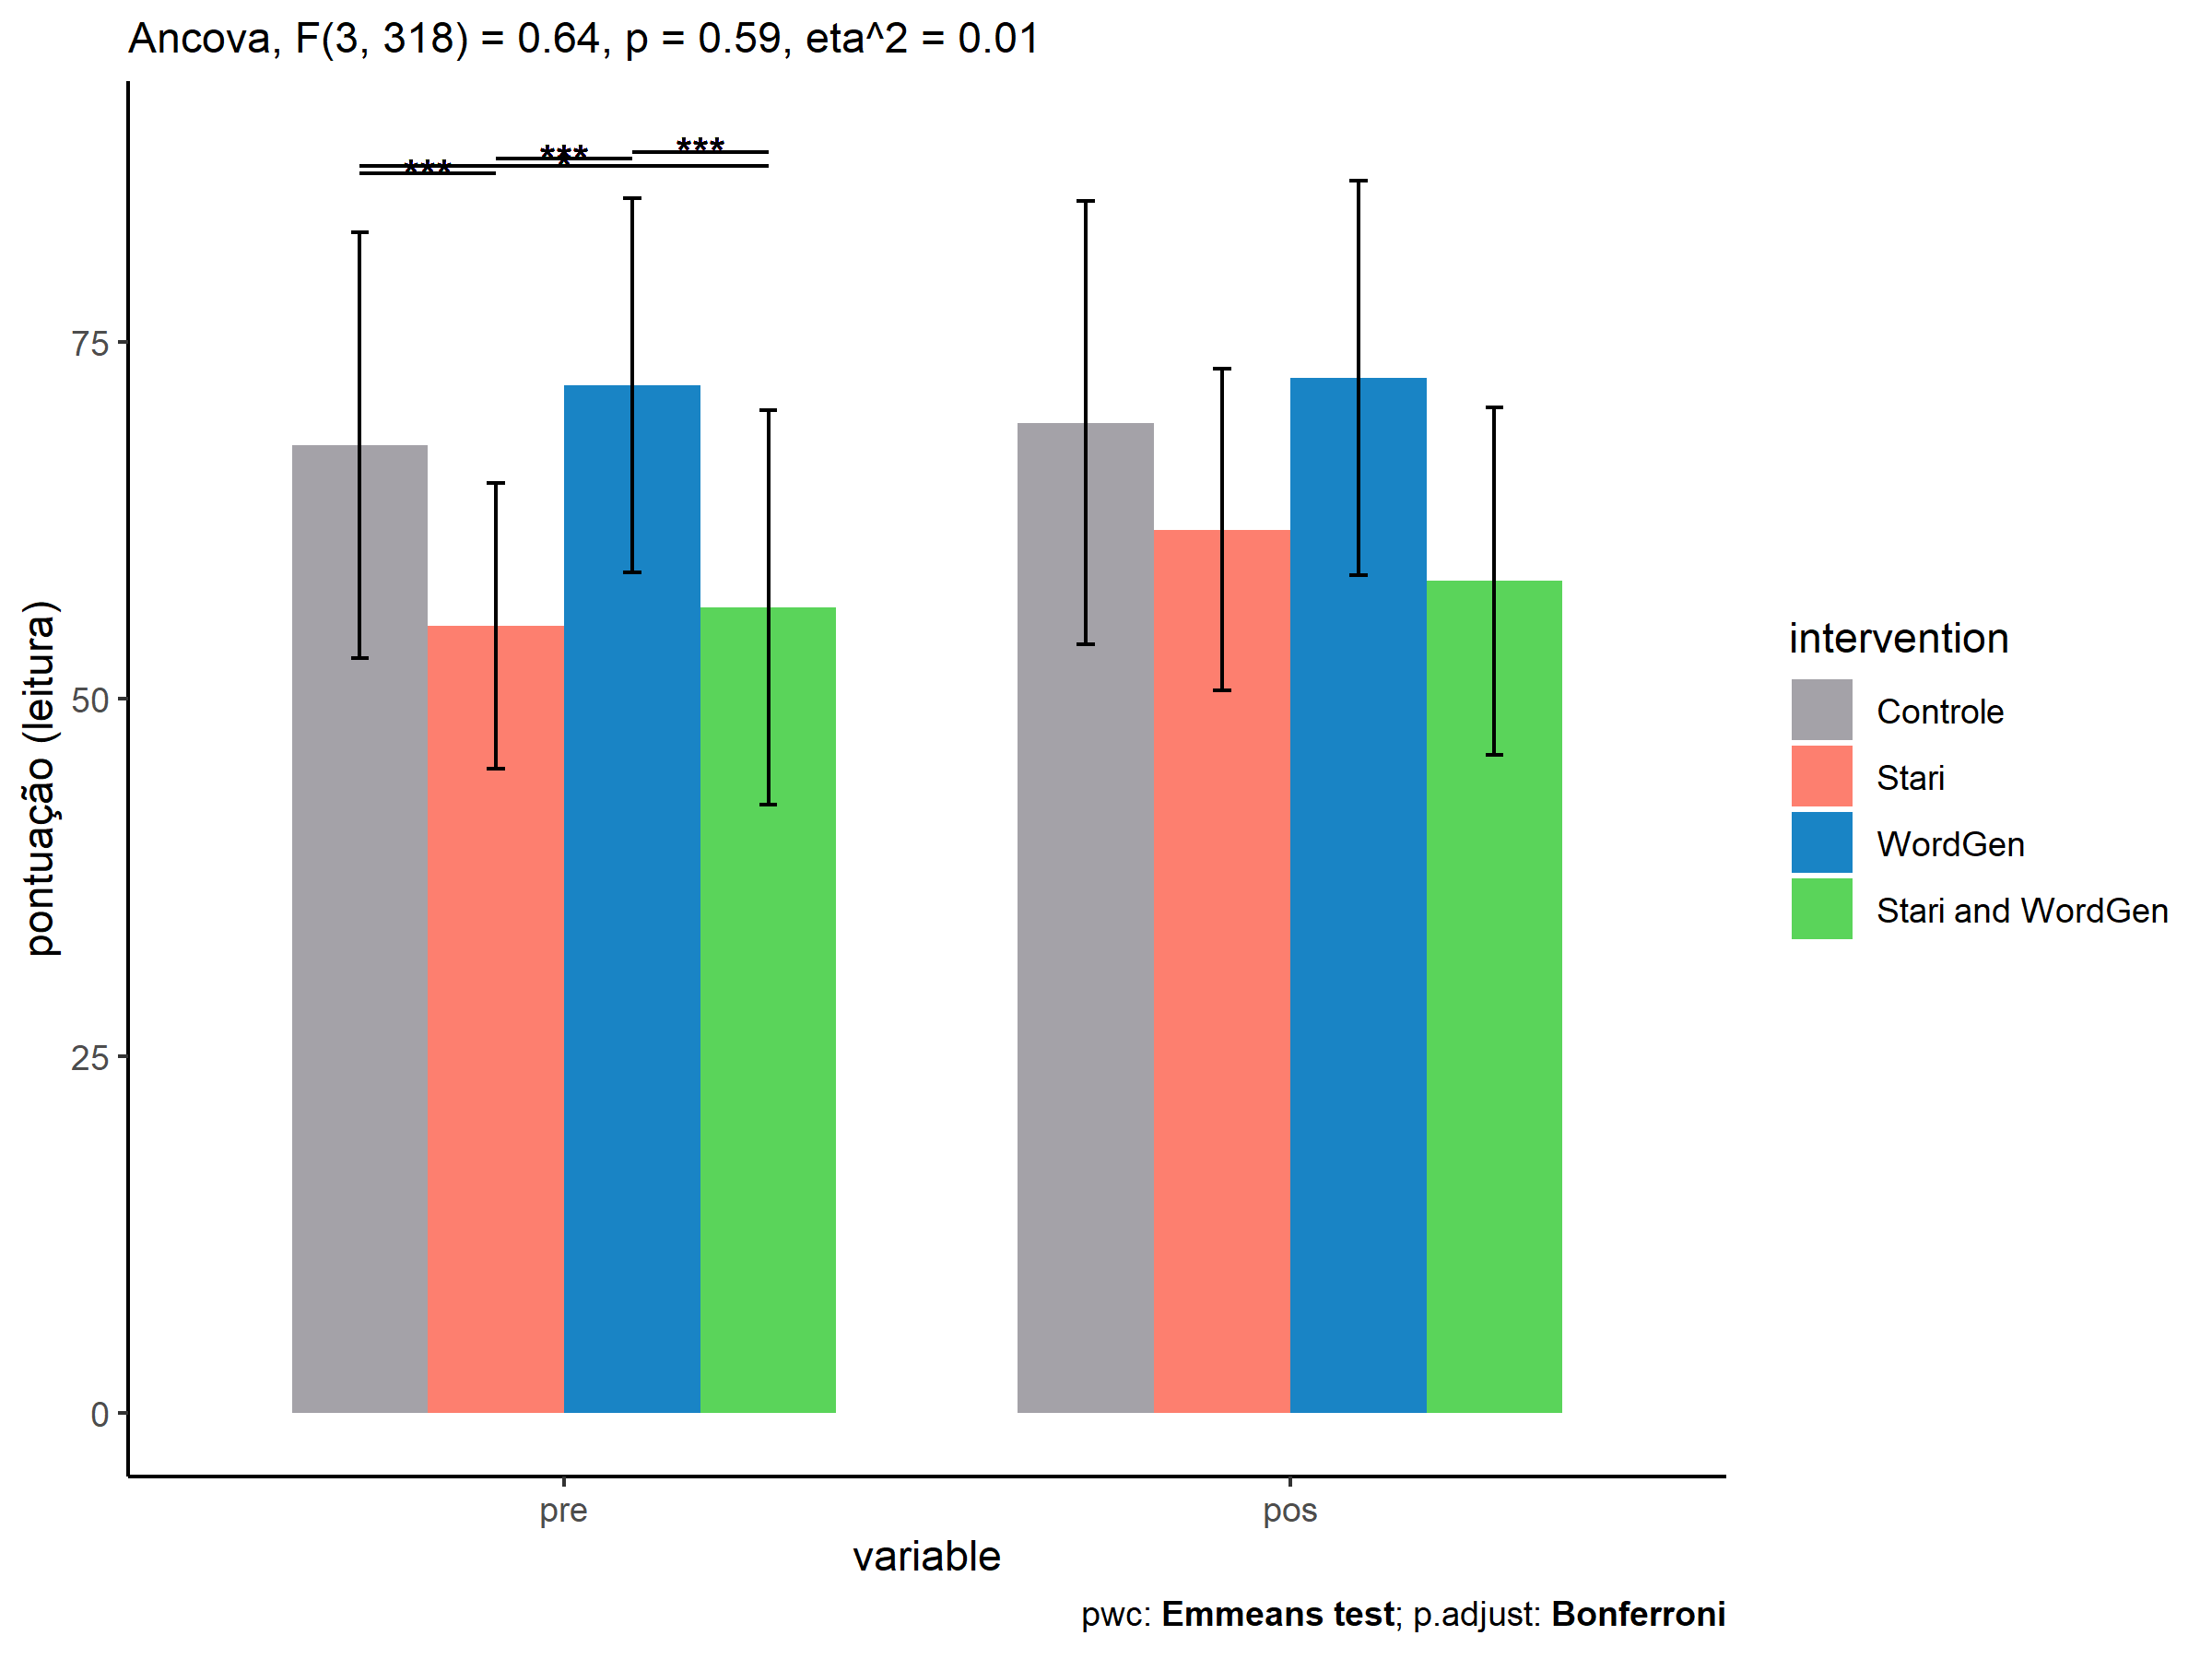 Ancova, F(3, 318) = 0.64, p = 0.59, eta^2 = 0.01
***
***
*
***
75
50
25
0
pontuação (leitura)
pre
pos
variable
intervention
Controle
Stari
WordGen
Stari and WordGen
pwc: Emmeans test; p.adjust: Bonferroni